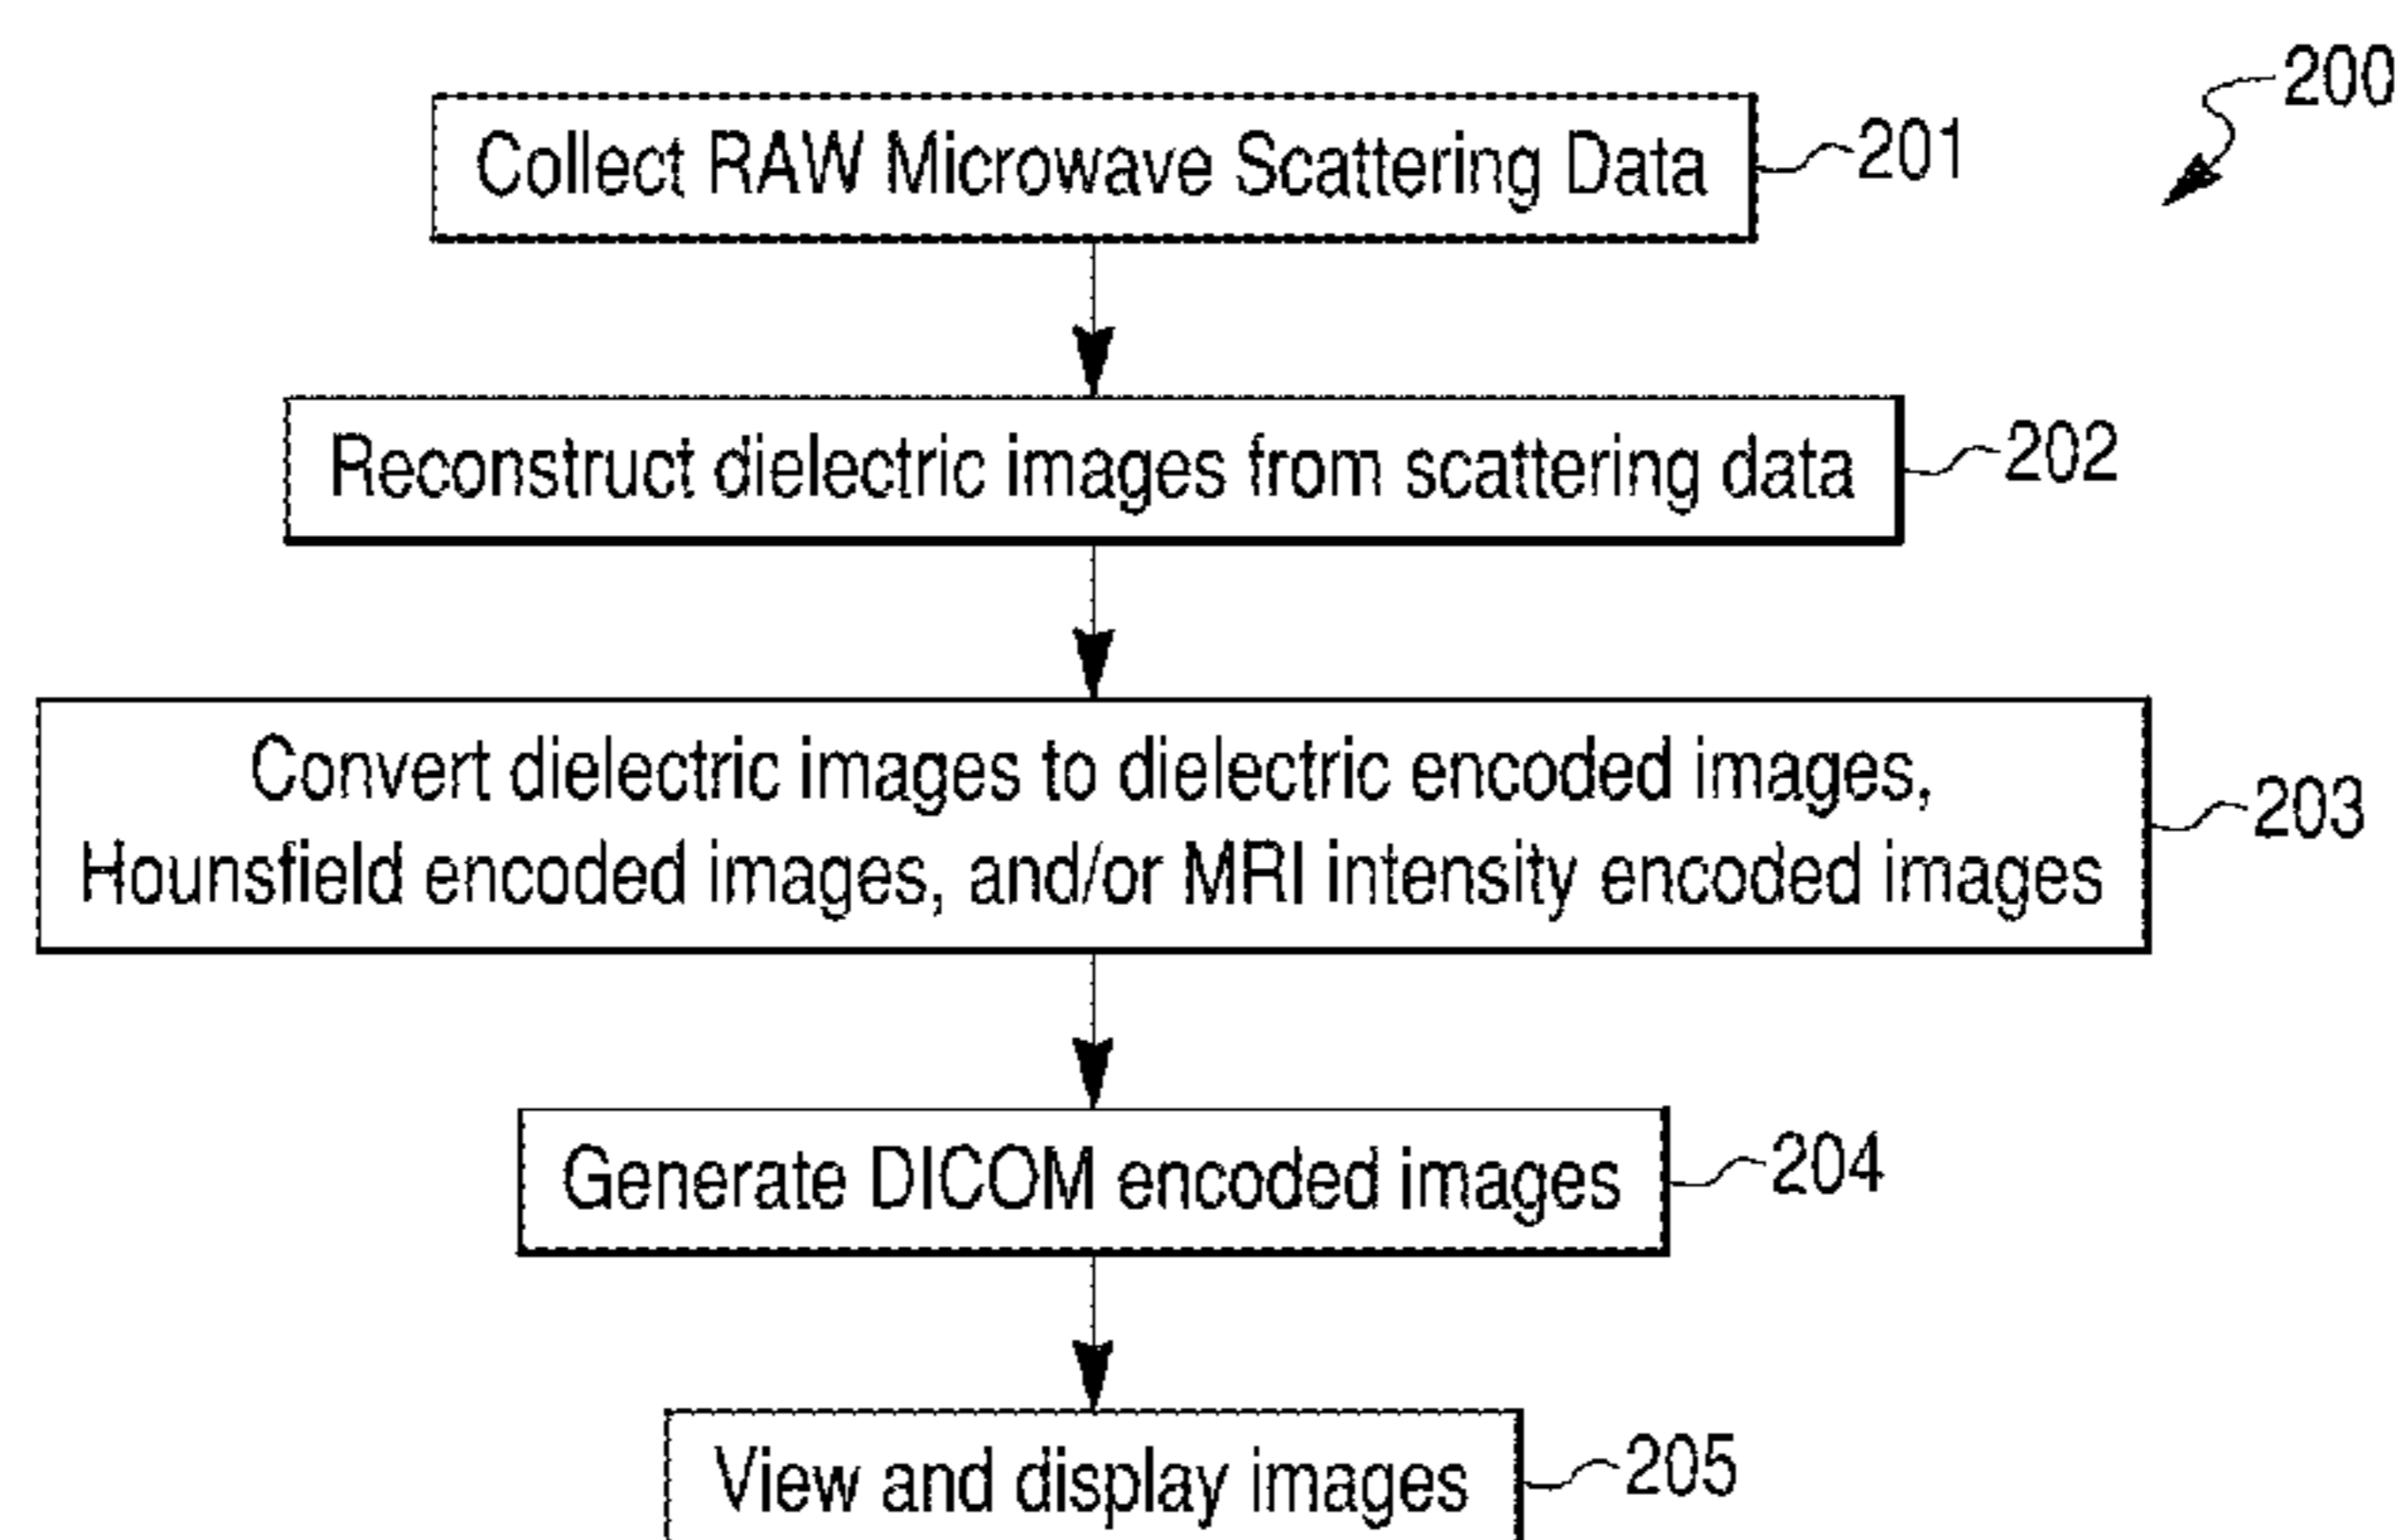 200
Collect RAW Microwave Scattering Data
201
Reconstruct dielectric images from scattering data
202
Convert dielectric images to dielectric encoded images,
Hounsfield encoded images, and/or MRI intensity encoded images
203
Generate DICOM encoded images
204
View and display images
205